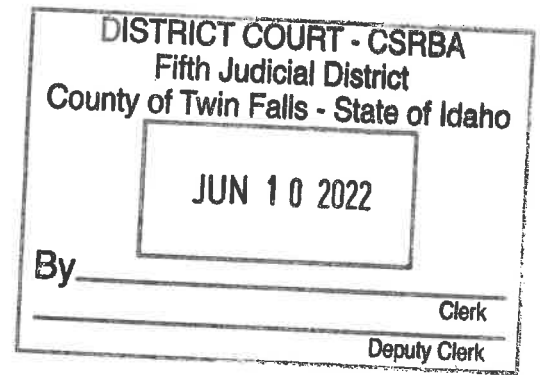 DISTRICT COURT - CSRBA
Fifth Judicial District
County of Twin Falls - State of Idaho
JUN 10 2022
By
Clerk
Deputy Clerk